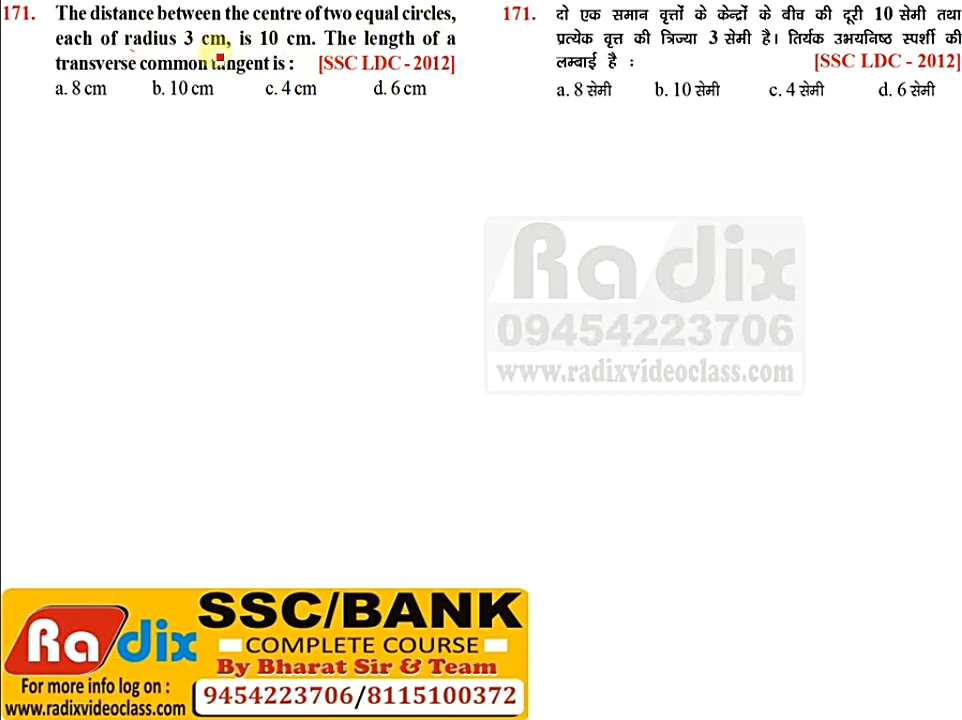 171. The distance between the centre of two equal circles,
each of radius 3 cm, is 10 cm. The length of a
transverse common tangent is : [SSC LDC - 2012]
a. 8 cm b. 10 cm c. 4 cm d. 6 cm
171. दो एक समान वृत्तों के केन्द्रों के बीच की दूरी 10 सेमी तथा
प्रत्येक वृत्त की त्रिज्या 3 सेमी है। तिर्यक उभयनिष्ठ स्पर्शी की
लम्बाई है : [SSC LDC - 2012]
a. 8 सेमी b. 10 सेमी c. 4 सेमी d. 6 सेमी
Radix
09454223706
www.radixvideoclass.com
SSC/BANK
Radix
COMPLETE COURSE
By Bharat Sir & Team
For more info log on :
www.radixvideoclass.com
9454223706/8115100372